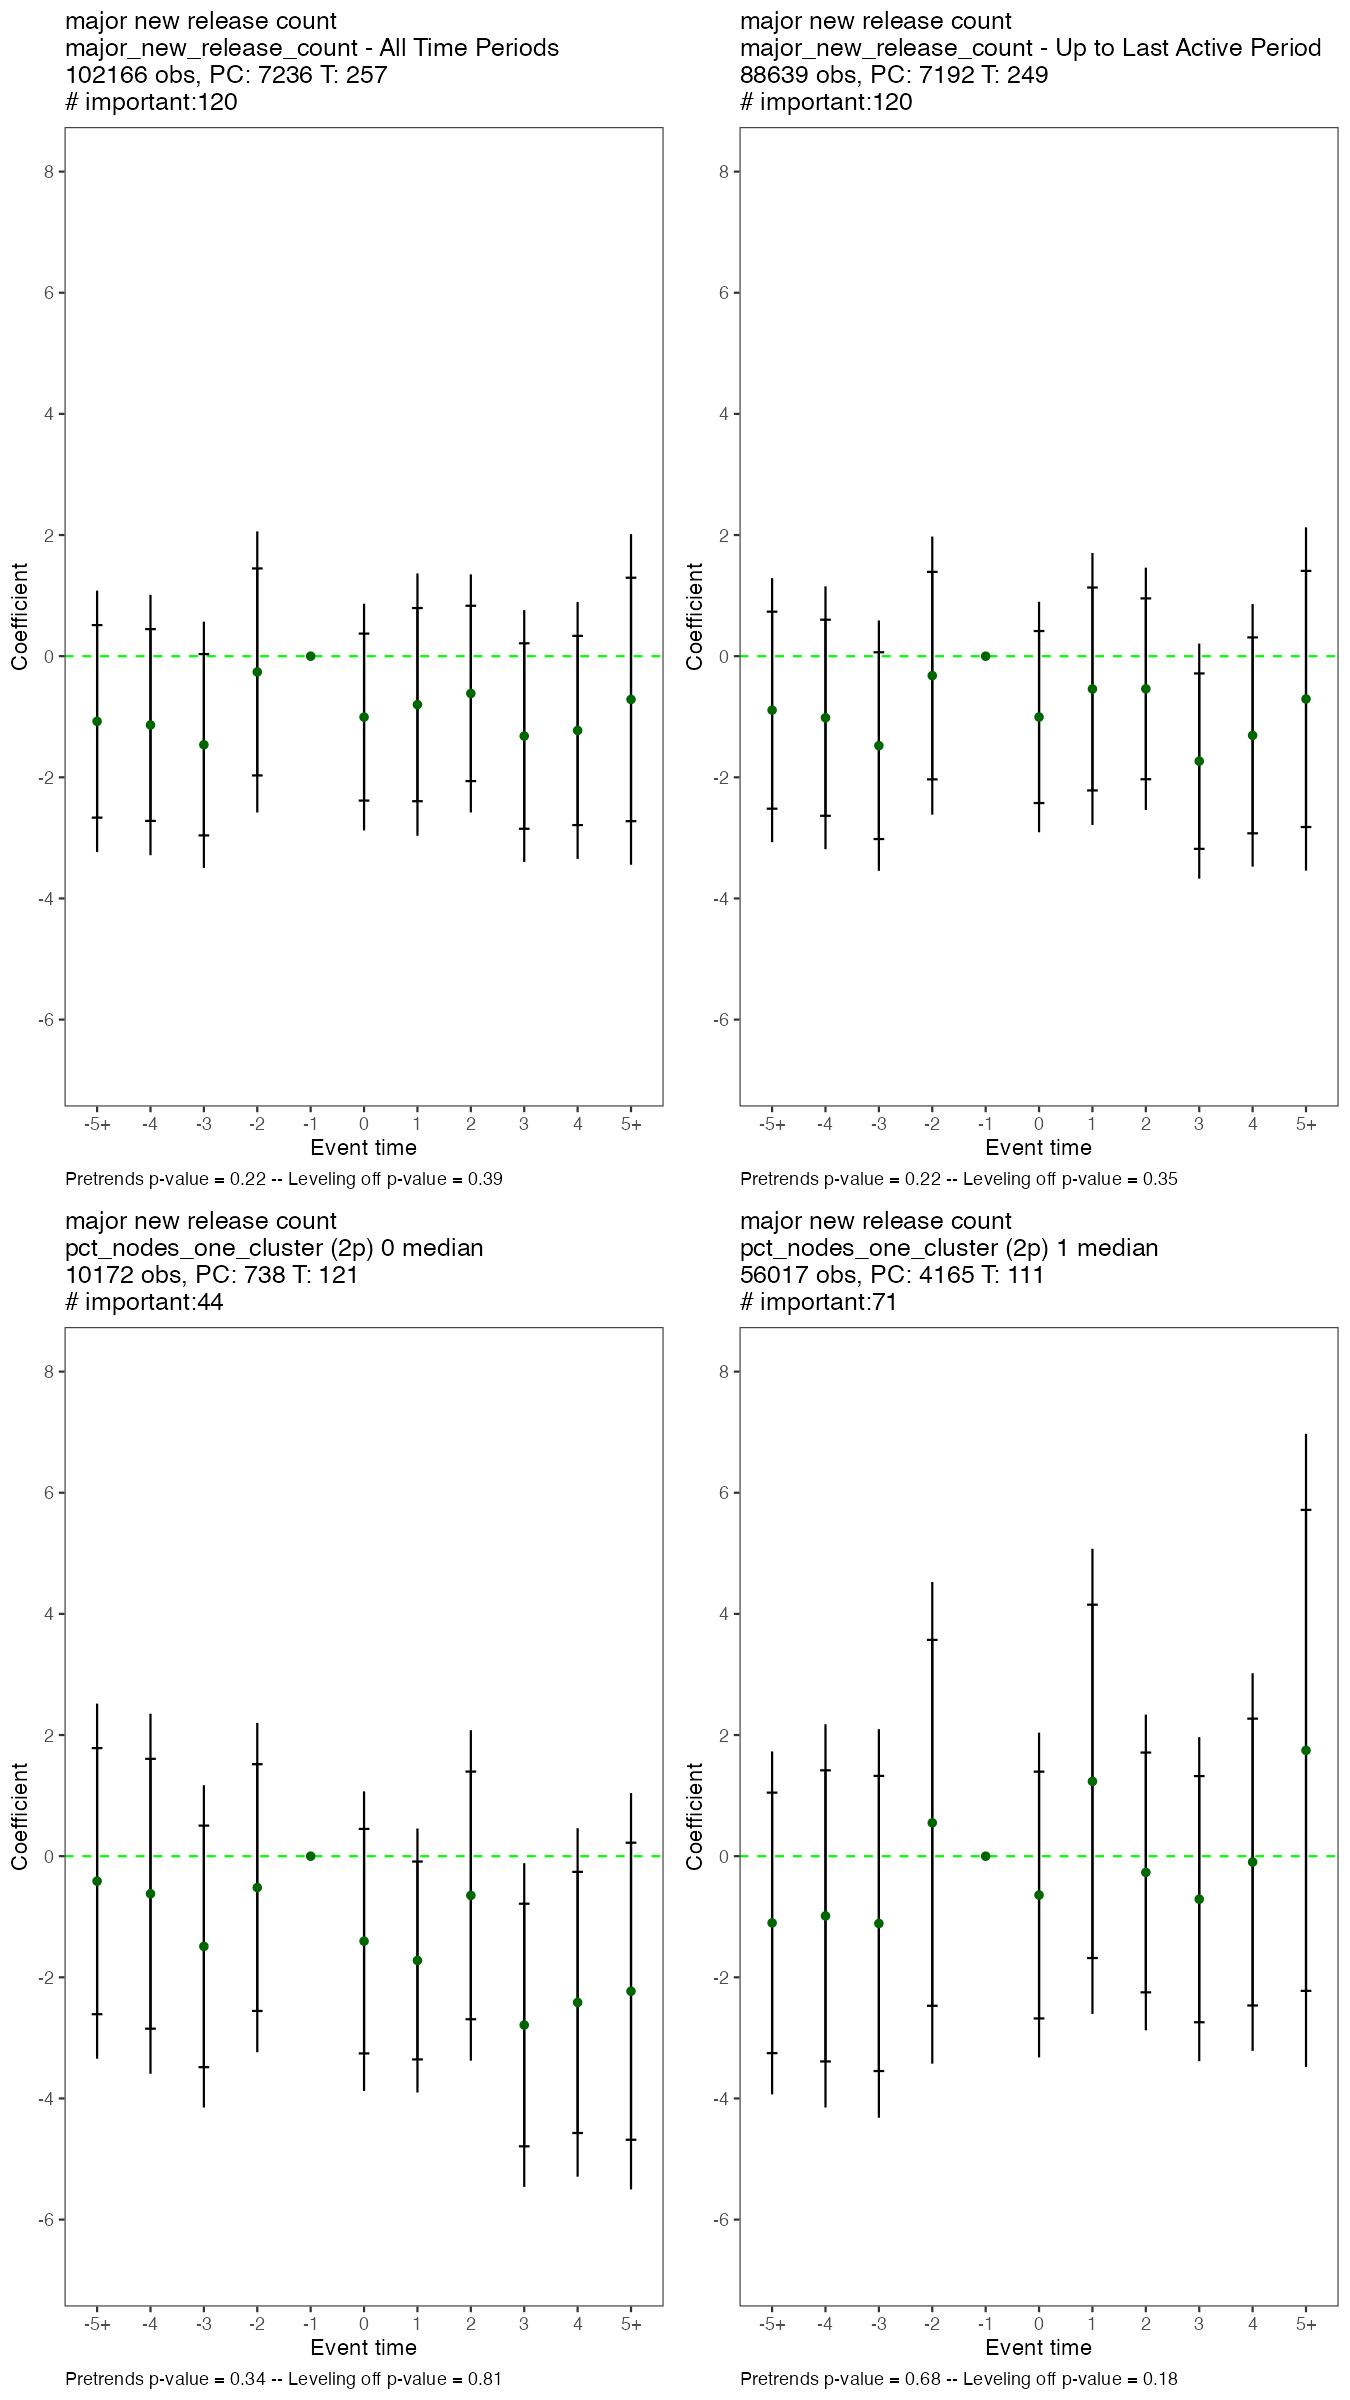 major new release count
major_new_release_count - All Time Periods
102166 obs, PC: 7236 T: 257
# important:120
8
6
4
2
0
-2
-4
-6
Coefficient
-5+ -4 -3 -2 -1 0 1 2 3 4 5+
Event time
Pretrends p-value = 0.22 -- Leveling off p-value = 0.39
major new release count
major_new_release_count - Up to Last Active Period
88639 obs, PC: 7192 T: 249
# important:120
8
6
4
2
0
-2
-4
-6
Coefficient
-5+ -4 -3 -2 -1 0 1 2 3 4 5+
Event time
Pretrends p-value = 0.22 -- Leveling off p-value = 0.35
major new release count
pct_nodes_one_cluster (2p) 0 median
10172 obs, PC: 738 T: 121
# important:44
8
6
4
2
0
-2
-4
-6
Coefficient
-5+ -4 -3 -2 -1 0 1 2 3 4 5+
Event time
Pretrends p-value = 0.34 -- Leveling off p-value = 0.81
major new release count
pct_nodes_one_cluster (2p) 1 median
56017 obs, PC: 4165 T: 111
# important:71
8
6
4
2
0
-2
-4
-6
Coefficient
-5+ -4 -3 -2 -1 0 1 2 3 4 5+
Event time
Pretrends p-value = 0.68 -- Leveling off p-value = 0.18